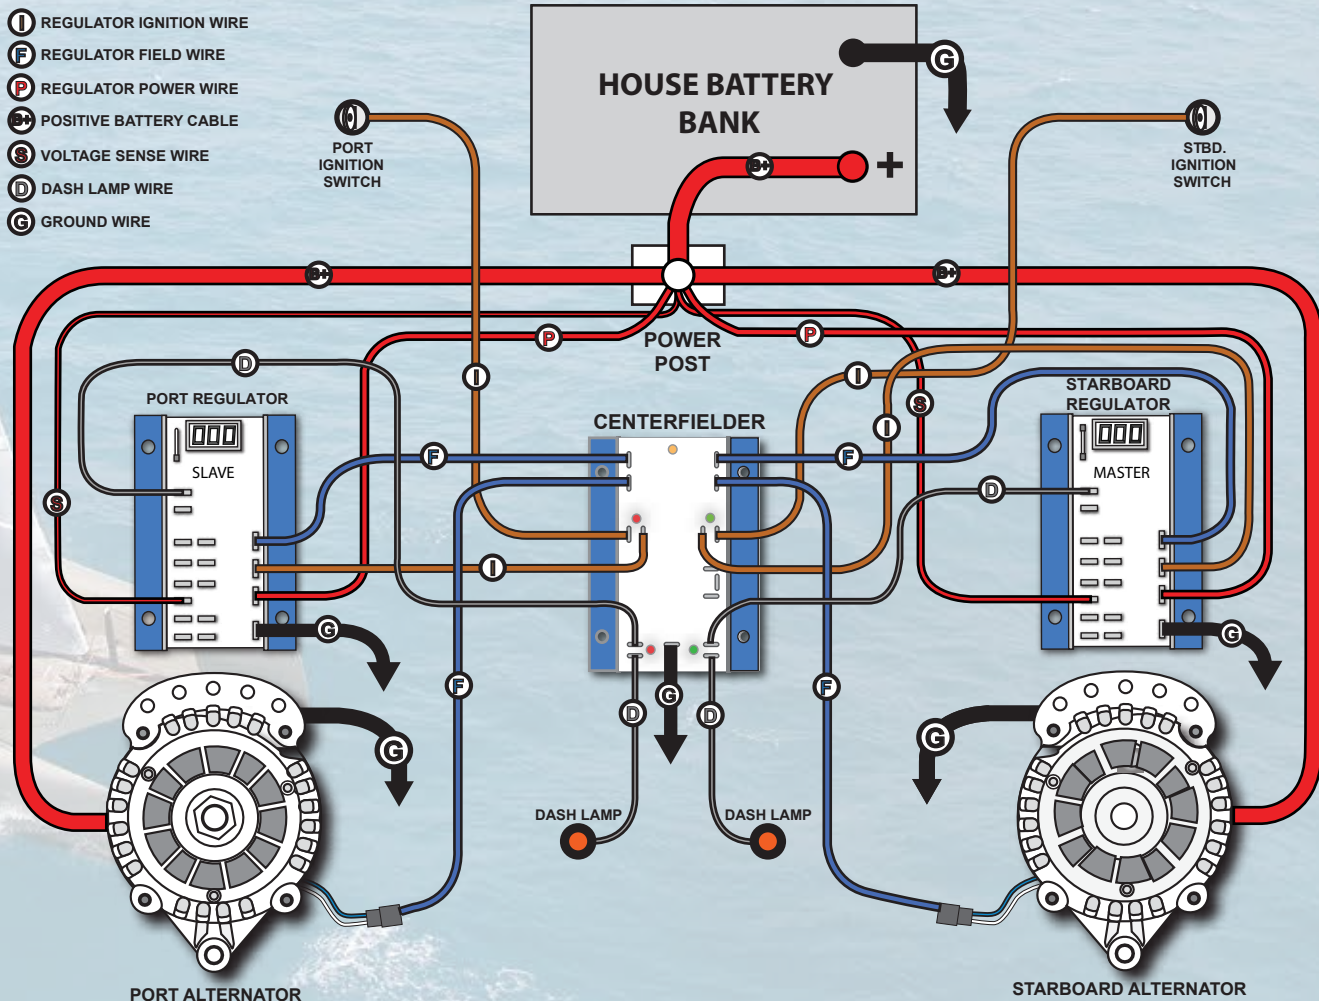 I REGULATOR IGNITION WIRE
F REGULATOR FIELD WIRE
P REGULATOR POWER WIRE
B+ POSITIVE BATTERY CABLE
S VOLTAGE SENSE WIRE
D DASH LAMP WIRE
G GROUND WIRE
HOUSE BATTERY
BANK
G
B+
+
PORT
IGNITION
SWITCH
STBD.
IGNITION
SWITCH
B+
B+
POWER
POST
P
P
D
I
I
S
I
PORT REGULATOR
000
SLAVE
CENTERFIELDER
STARBOARD
REGULATOR
000
MASTER
F
F
S
D
I
G
G
F
F
G
D
D
G
G
DASH LAMP
DASH LAMP
PORT ALTERNATOR
STARBOARD ALTERNATOR